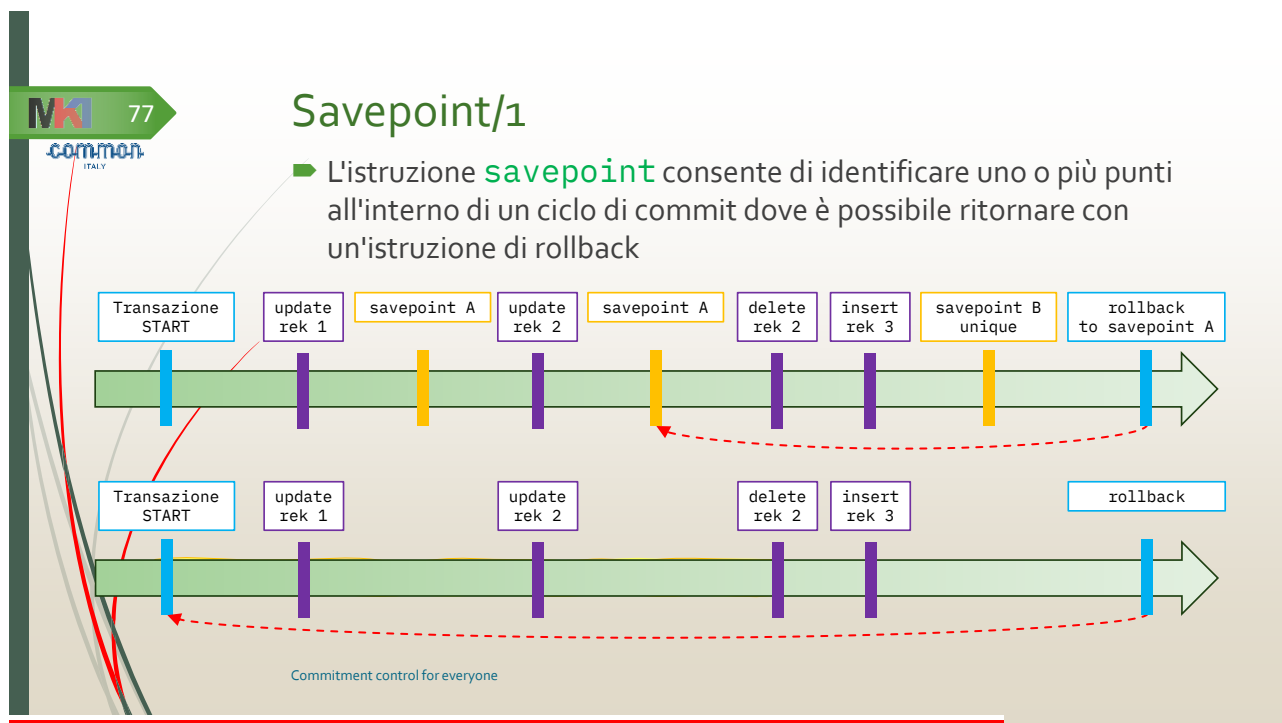 MK1
77
common
ITALY
Savepoint/1
L'istruzione savepoint consente di identificare uno o più punti
all'interno di un ciclo di commit dove è possibile ritornare con
un'istruzione di rollback
Transazione
START
update
rek 1
savepoint A
update
rek 2
savepoint A
delete
rek 2
insert
rek 3
savepoint B
unique
rollback
to savepoint A
Transazione
START
update
rek 1
update
rek 2
delete
rek 2
insert
rek 3
rollback
Commitment control for everyone